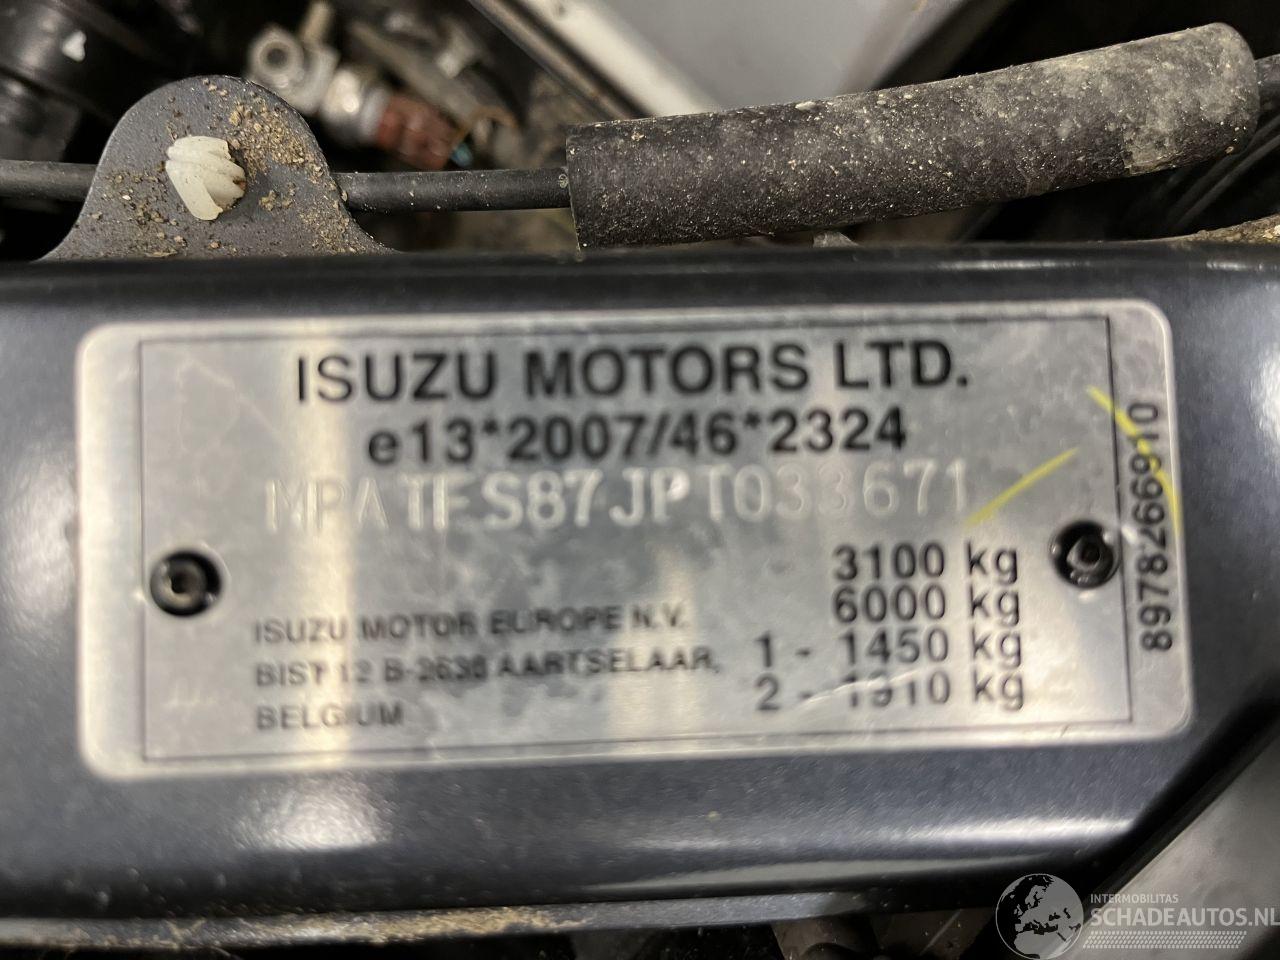 ISUZU MOTORS LTD.
e13*2007/46*2324
MPATFS87JPT033671
3100 kg
6000 kg
1 - 1450 kg
2 - 1910 kg
ISUZU MOTOR EUROPE N.V.
BIST 12 B-2630 AARTSELAAR,
BELGIUM
8978266910
INTERMOBILITAS
SCHADEAUTOS.NL